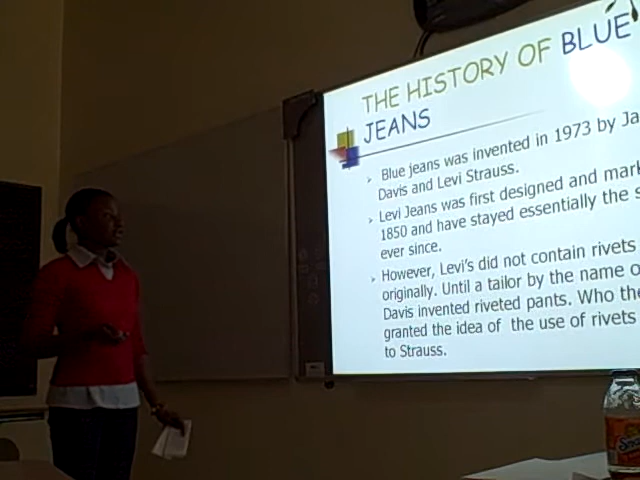 THE HISTORY OF BLUE
JEANS
Blue jeans was invented in 1973 by
Davis and Levi Strauss.
Levi Jeans was first designed and
1850 and have stayed essentially the
ever since.
However, Levi's did not contain rivets
originally. Until a tailor by the name
Davis invented riveted pants. Who
granted the idea of the use of rivets
to Strauss.